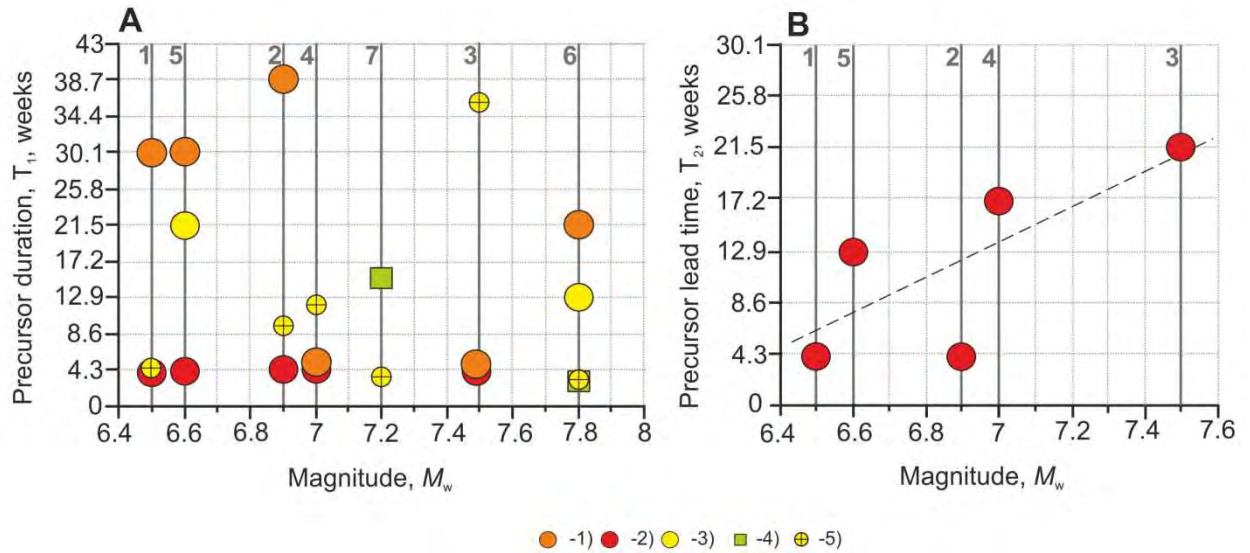 A
Precursor duration, T₁, weeks
43
38.7
34.4
30.1
25.8
21.5
17.2
12.9
8.6
4.3
0
1 5 2 4 7 3 6
6.4 6.6 6.8 7 7.2 7.4 7.6 7.8 8
Magnitude, Mw
B
Precursor lead time, T₂, weeks
30.1
25.8
21.5
17.2
12.9
8.6
4.3
0
1 5 2 4 3
6.4 6.6 6.8 7 7.2 7.4 7.6
Magnitude, Mw
-1) -2) -3) -4) -5)